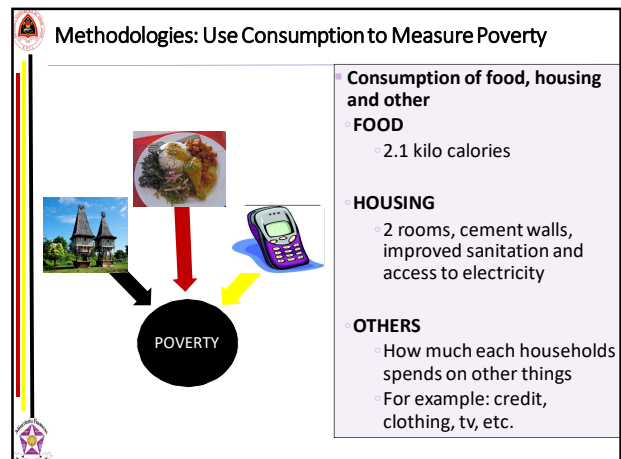 Methodologies: Use Consumption to Measure Poverty
▪ Consumption of food, housing
and other
◦ FOOD
◦ 2.1 kilo calories
◦ HOUSING
◦ 2 rooms, cement walls,
improved sanitation and
access to electricity
◦ OTHERS
◦ How much each households
spends on other things
◦ For example: credit,
clothing, tv, etc.
POVERTY